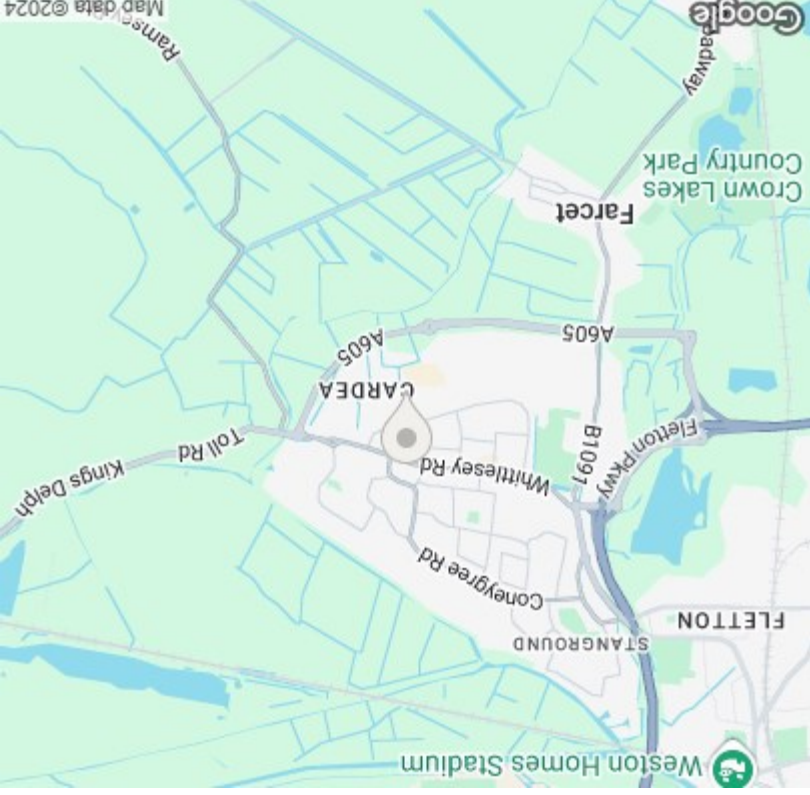 Weston Homes Stadium
FLETTON
STANGROUND
Coneygree Rd
Whittlesey Rd
B1091
Fletton Pkwy
Kings Delph
Toll Rd
CARDEA
A605
A605
Farcet
Crown Lakes
Country Park
Google
Map data ©2024